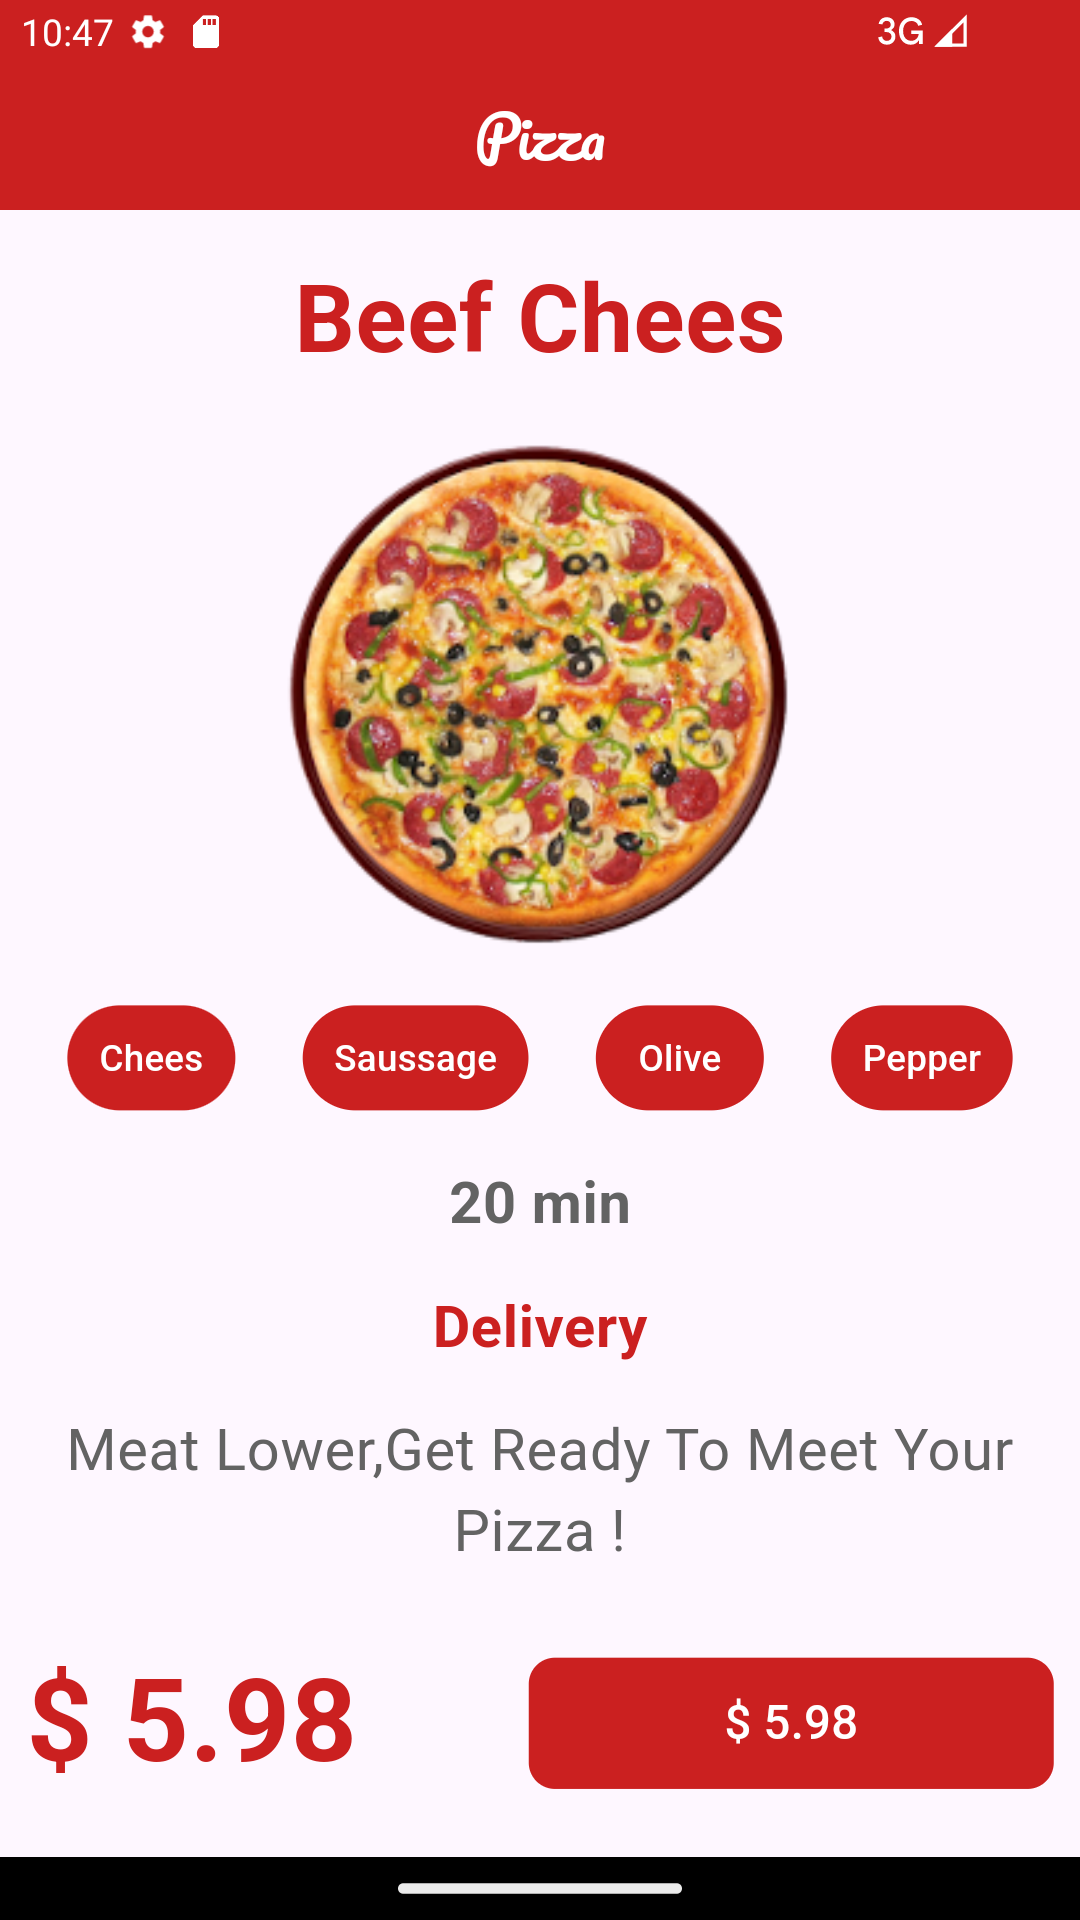 10:47 3G
Pizza
Beef Chees
Chees Saussage Olive Pepper
20 min
Delivery
Meat Lower,Get Ready To Meet Your
Pizza !
$ 5.98 $ 5.98